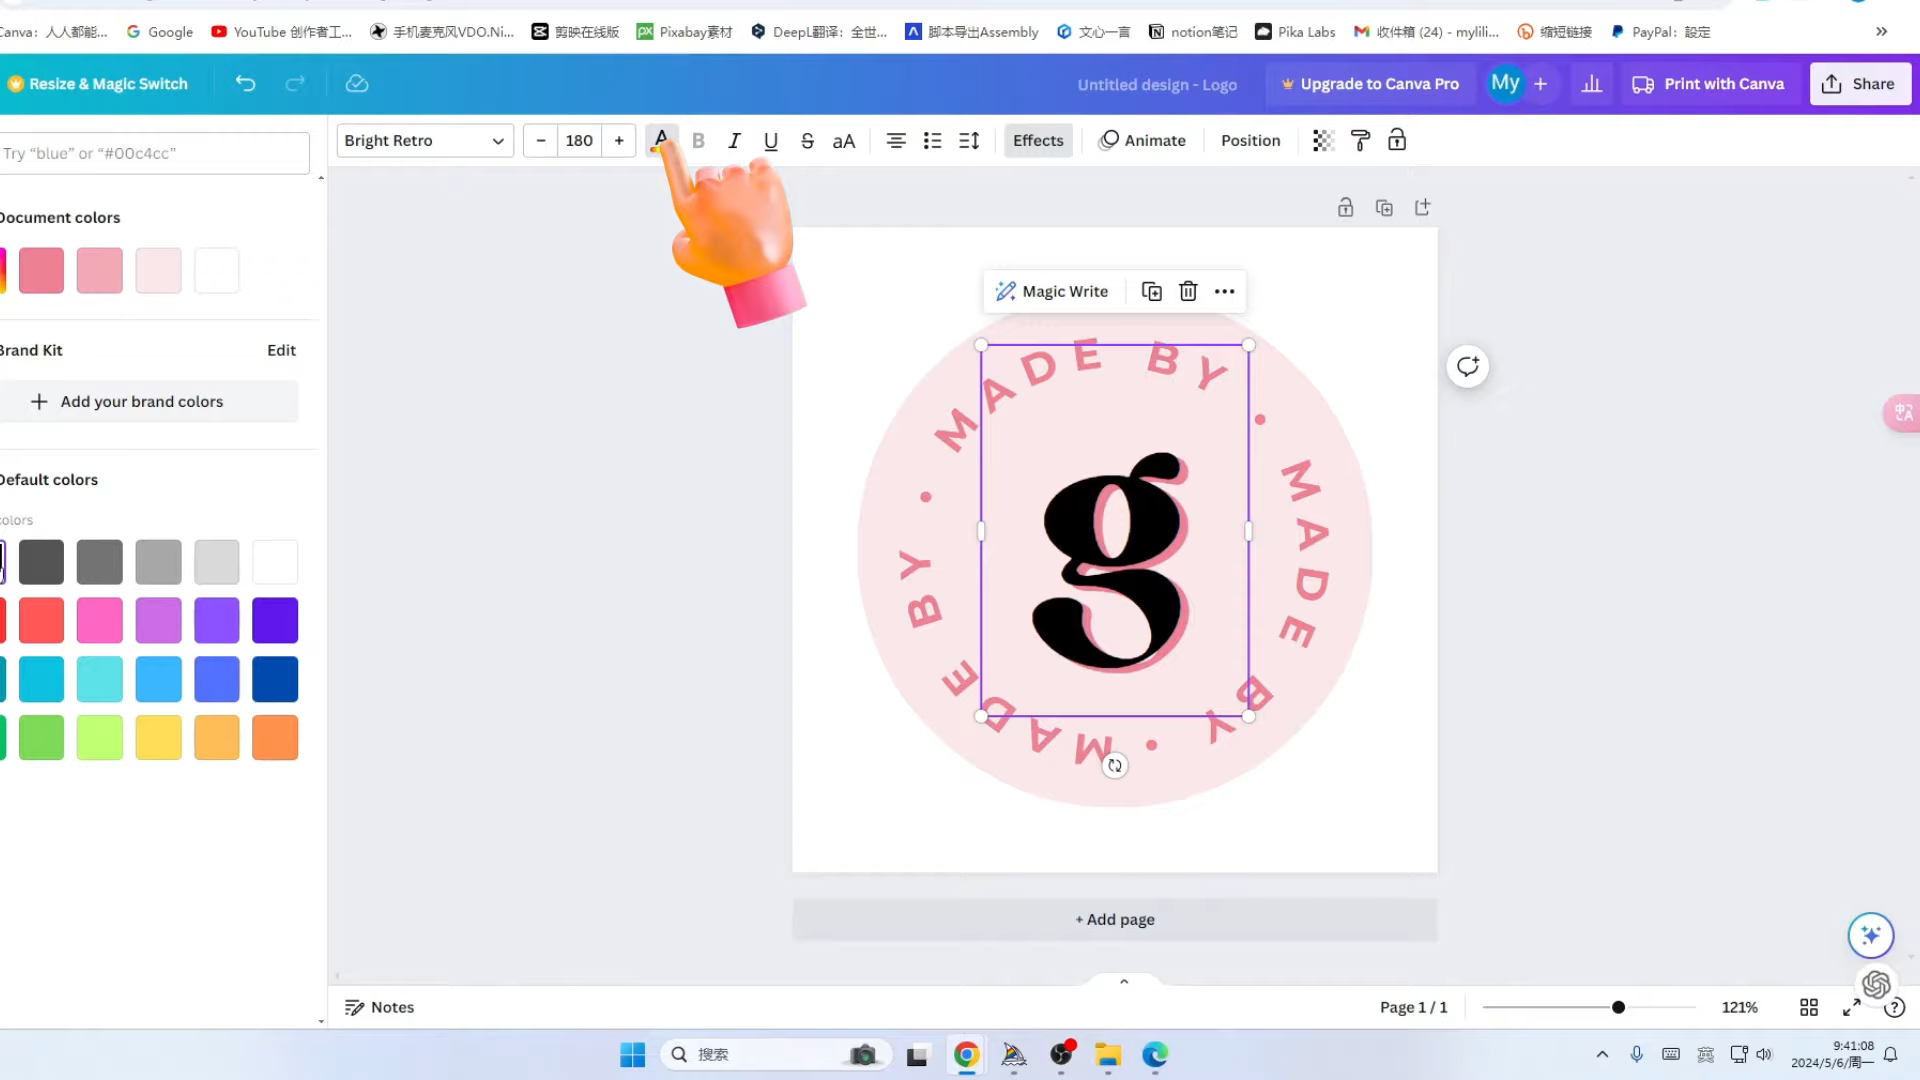 Canva：人人都能...
Google
YouTube 创作者工...
手机麦克风VDO.Ni...
剪映在线版
Pixabay素材
DeepL翻译：全世...
脚本导出Assembly
文心一言
notion笔记
Pika Labs
收件箱 (24) - mylili...
缩短链接
PayPal：設定
Resize & Magic Switch
Untitled design - Logo
Upgrade to Canva Pro
My
Print with Canva
Share
Try “blue” or “#00c4cc”
Bright Retro
180
A
B
I
U
S
aA
Effects
Animate
Position
Document colors
Brand Kit
Edit
Add your brand colors
Default colors
colors
Magic Write
MADE BY • MADE BY • MADE BY •
g
+ Add page
Notes
Page 1 / 1
121%
搜索
英
9:41:08
2024/5/6/周一